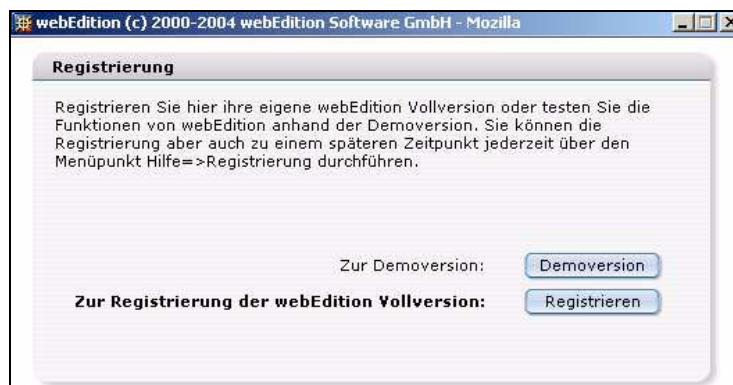 webEdition (c) 2000-2004 webEdition Software GmbH - Mozilla
Registrierung
Registrieren Sie hier ihre eigene webEdition Vollversion oder testen Sie die
Funktionen von webEdition anhand der Demoversion. Sie können die
Registrierung aber auch zu einem späteren Zeitpunkt jederzeit über den
Menüpunkt Hilfe=>Registrierung durchführen.
Zur Demoversion: Demoversion
Zur Registrierung der webEdition Vollversion: Registrieren